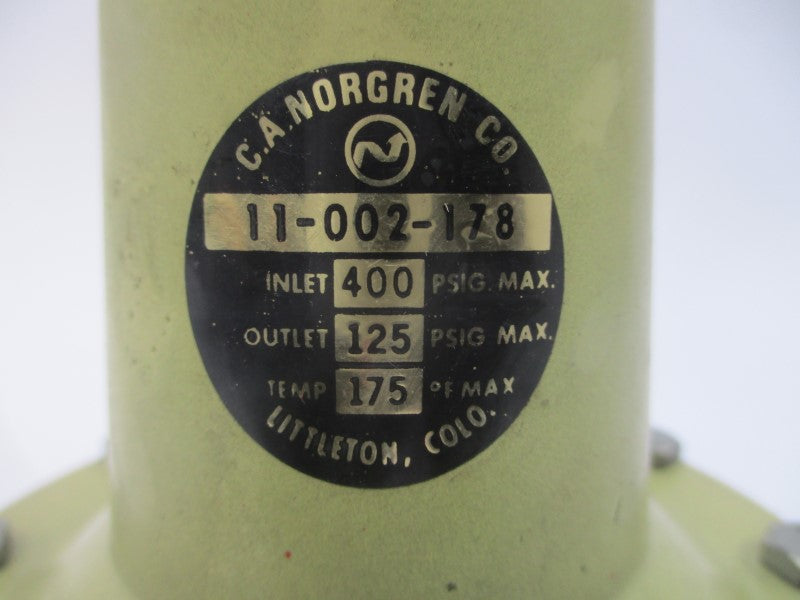 C.A. NORGREN CO.
11-002-178
INLET 400 PSIG. MAX.
OUTLET 125 PSIG MAX.
TEMP 175 °F MAX
LITTLETON, COLO.